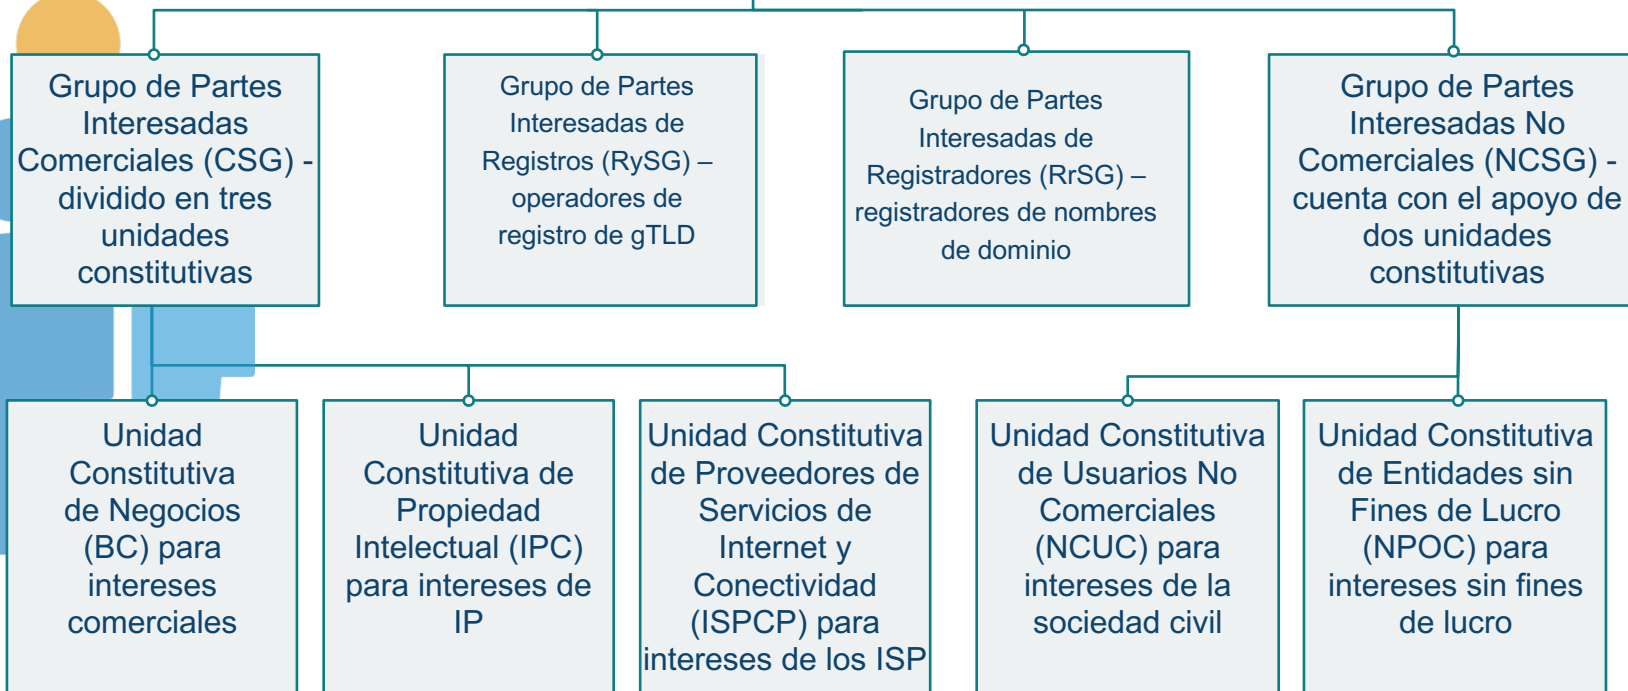 Grupo de Partes
Interesadas
Comerciales (CSG) -
dividido en tres
unidades
constitutivas
Grupo de Partes
Interesadas de
Registros (RySG) –
operadores de
registro de gTLD
Grupo de Partes
Interesadas de
Registradores (RrSG) –
registradores de nombres
de dominio
Grupo de Partes
Interesadas No
Comerciales (NCSG) -
cuenta con el apoyo de
dos unidades
constitutivas
Unidad
Constitutiva
de Negocios
(BC) para
intereses
comerciales
Unidad
Constitutiva de
Propiedad
Intelectual (IPC)
para intereses de
IP
Unidad Constitutiva
de Proveedores de
Servicios de
Internet y
Conectividad
(ISPCP) para
intereses de los ISP
Unidad Constitutiva
de Usuarios No
Comerciales
(NCUC) para
intereses de la
sociedad civil
Unidad Constitutiva
de Entidades sin
Fines de Lucro
(NPOC) para
intereses sin fines
de lucro